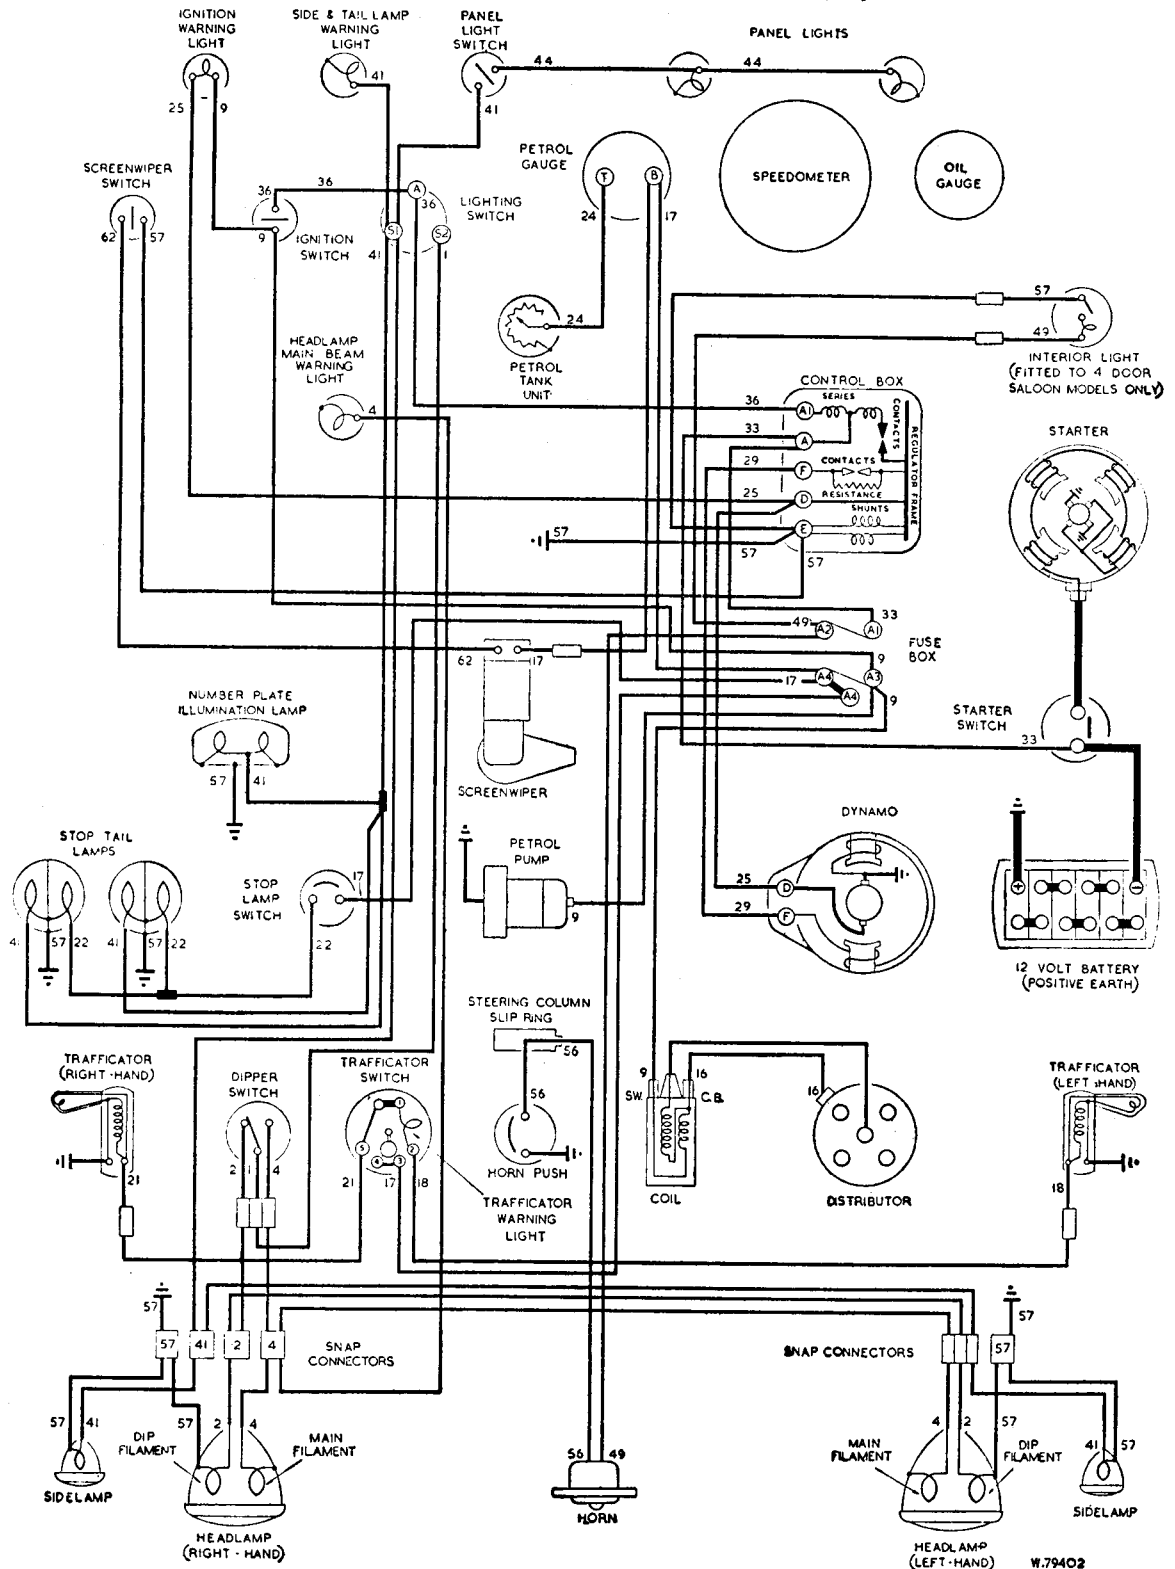 IGNITION
WARNING
LIGHT
SIDE & TAIL LAMP
WARNING
LIGHT
PANEL
LIGHT
SWITCH
PANEL LIGHTS
44
44
41
41
25
9
PETROL
GAUGE
T
B
24
17
SPEEDOMETER
OIL
GAUGE
SCREENWIPER
SWITCH
62
57
36
36
A
36
LIGHTING
SWITCH
9
IGNITION
SWITCH
S1
S2
41
1
24
PETROL
TANK
UNIT
57
49
INTERIOR LIGHT
(FITTED TO 4 DOOR
SALOON MODELS ONLY)
HEADLAMP
MAIN BEAM
WARNING
LIGHT
4
CONTROL BOX
SERIES
CONTACTS
REGULATOR FRAME
36
A1
33
A
29
F
CONTACTS
RESISTANCE
25
D
SHUNTS
57
E
57
57
STARTER
33
49
A2
A1
FUSE
BOX
9
17
A4
A3
A4
9
STARTER
SWITCH
33
62
17
SCREENWIPER
NUMBER PLATE
ILLUMINATION LAMP
57
41
STOP TAIL
LAMPS
41
57
22
41
57
22
STOP
LAMP
SWITCH
17
22
PETROL
PUMP
9
DYNAMO
25
D
29
F
12 VOLT BATTERY
(POSITIVE EARTH)
+
−
STEERING COLUMN
SLIP RING
56
56
HORN PUSH
TRAFFICATOR
(RIGHT-HAND)
21
DIPPER
SWITCH
2
1
4
TRAFFICATOR
SWITCH
1
5
2
4
3
21
17
18
TRAFFICATOR
WARNING
LIGHT
9
16
SW.
C.B.
COIL
16
DISTRIBUTOR
TRAFFICATOR
(LEFT HAND)
18
57
57
41
2
4
SNAP
CONNECTORS
57
41
57
2
4
DIP
FILAMENT
MAIN
FILAMENT
SIDELAMP
HEADLAMP
(RIGHT-HAND)
56
49
HORN
SNAP CONNECTORS
57
57
4
2
57
MAIN
FILAMENT
DIP
FILAMENT
41
57
SIDELAMP
HEADLAMP
(LEFT-HAND)
W.79402